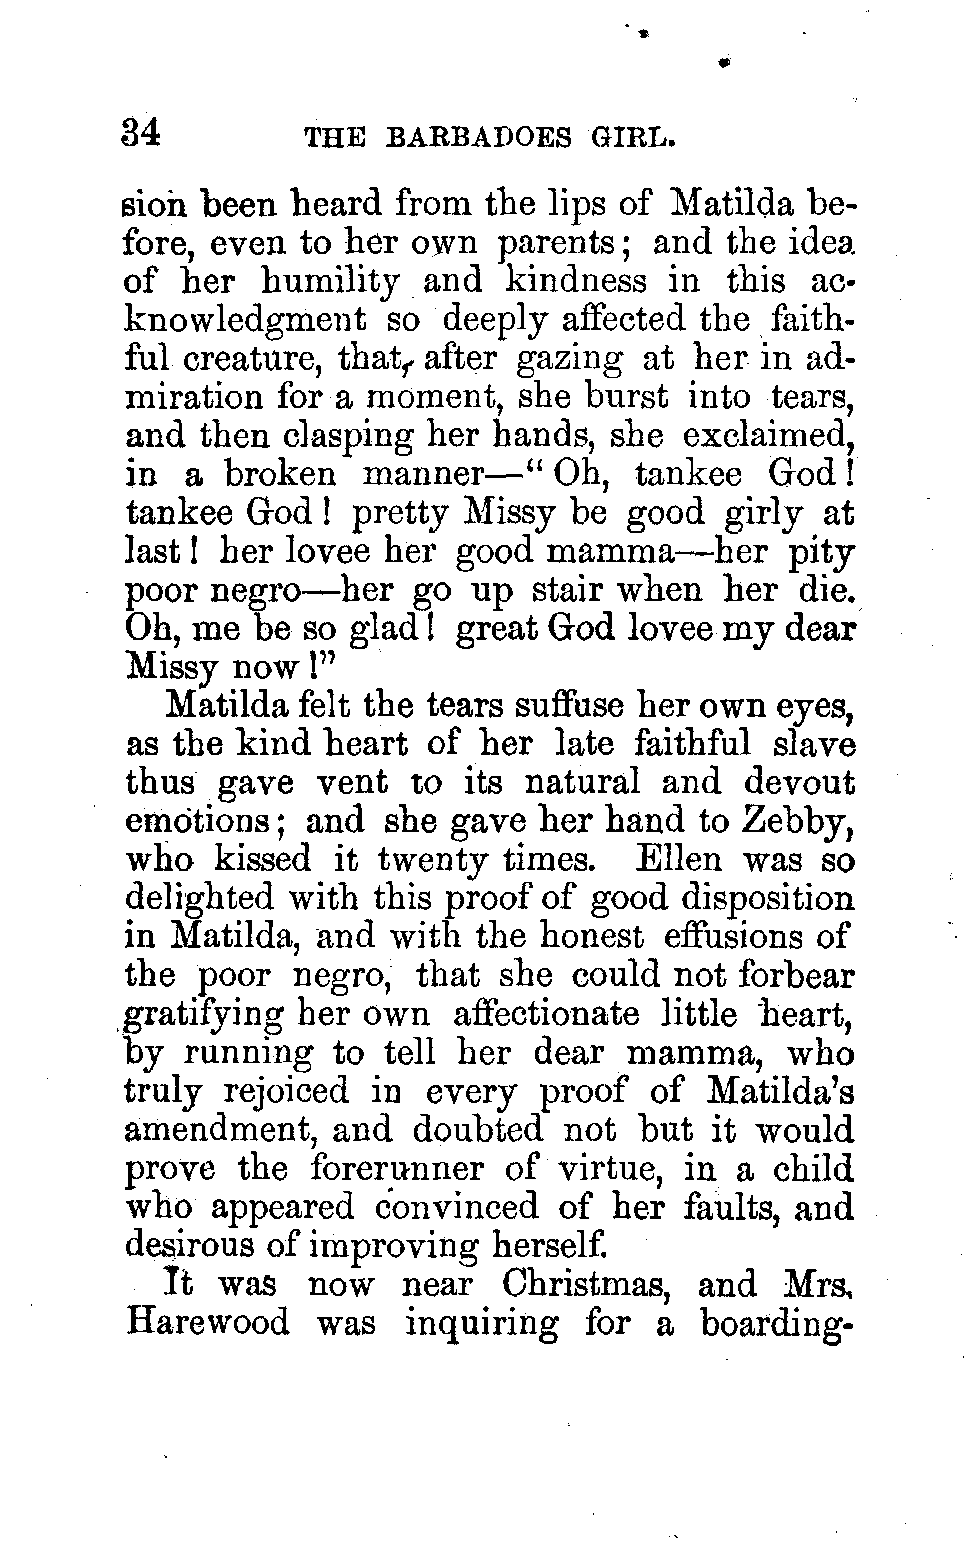 34 THE BARBADOES GIRL.
sion been heard from the lips of Matilda be-
fore, even to her own parents; and the idea
of her humility and kindness in this ac-
knowledgment so deeply affected the faith-
ful creature, that, after gazing at her in ad-
miration for a moment, she burst into tears,
and then clasping her hands, she exclaimed,
in a broken manner—“Oh, tankee God!
tankee God! pretty Missy be good girly at
last! her lovee her good mamma—her pity
poor negro—her go up stair when her die.
Oh, me be so glad! great God lovee my dear
Missy now!”
Matilda felt the tears suffuse her own eyes,
as the kind heart of her late faithful slave
thus gave vent to its natural and devout
emotions; and she gave her hand to Zebby,
who kissed it twenty times. Ellen was so
delighted with this proof of good disposition
in Matilda, and with the honest effusions of
the poor negro, that she could not forbear
gratifying her own affectionate little heart,
by running to tell her dear mamma, who
truly rejoiced in every proof of Matilda’s
amendment, and doubted not but it would
prove the forerunner of virtue, in a child
who appeared convinced of her faults, and
desirous of improving herself.
It was now near Christmas, and Mrs.
Harewood was inquiring for a boarding-